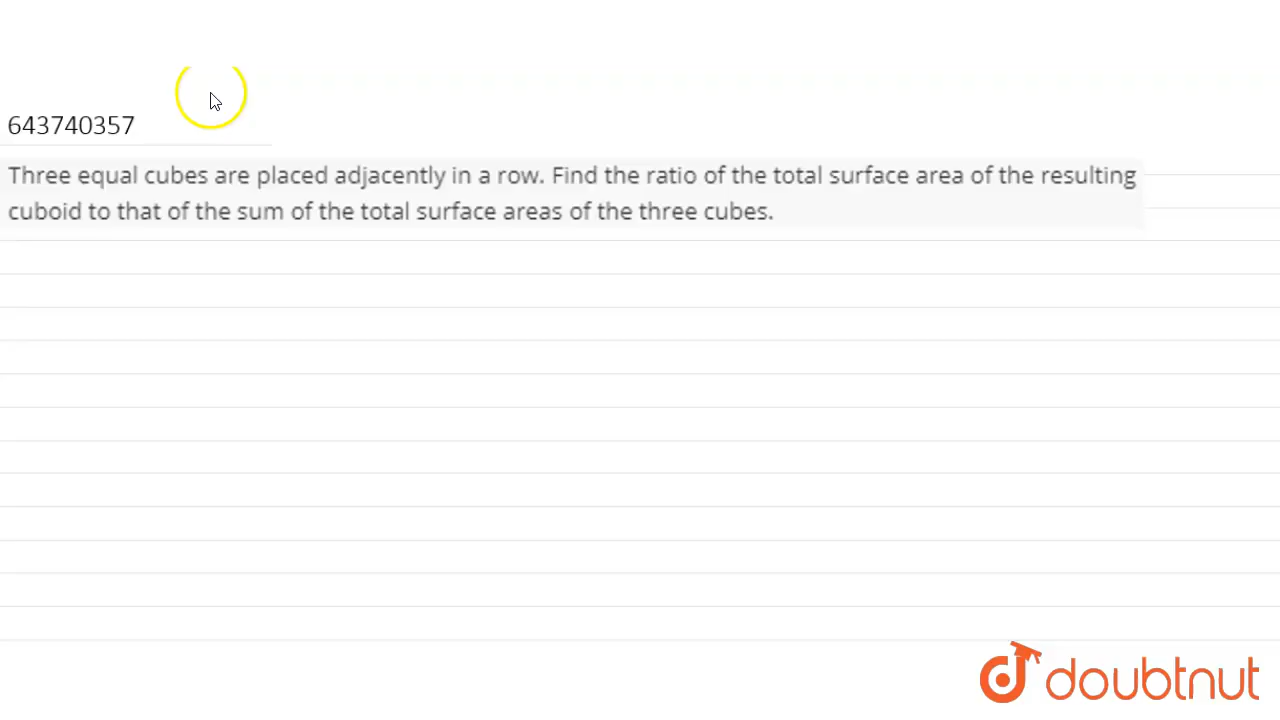 643740357
Three equal cubes are placed adjacently in a row. Find the ratio of the total surface area of the resulting
cuboid to that of the sum of the total surface areas of the three cubes.
doubtnut